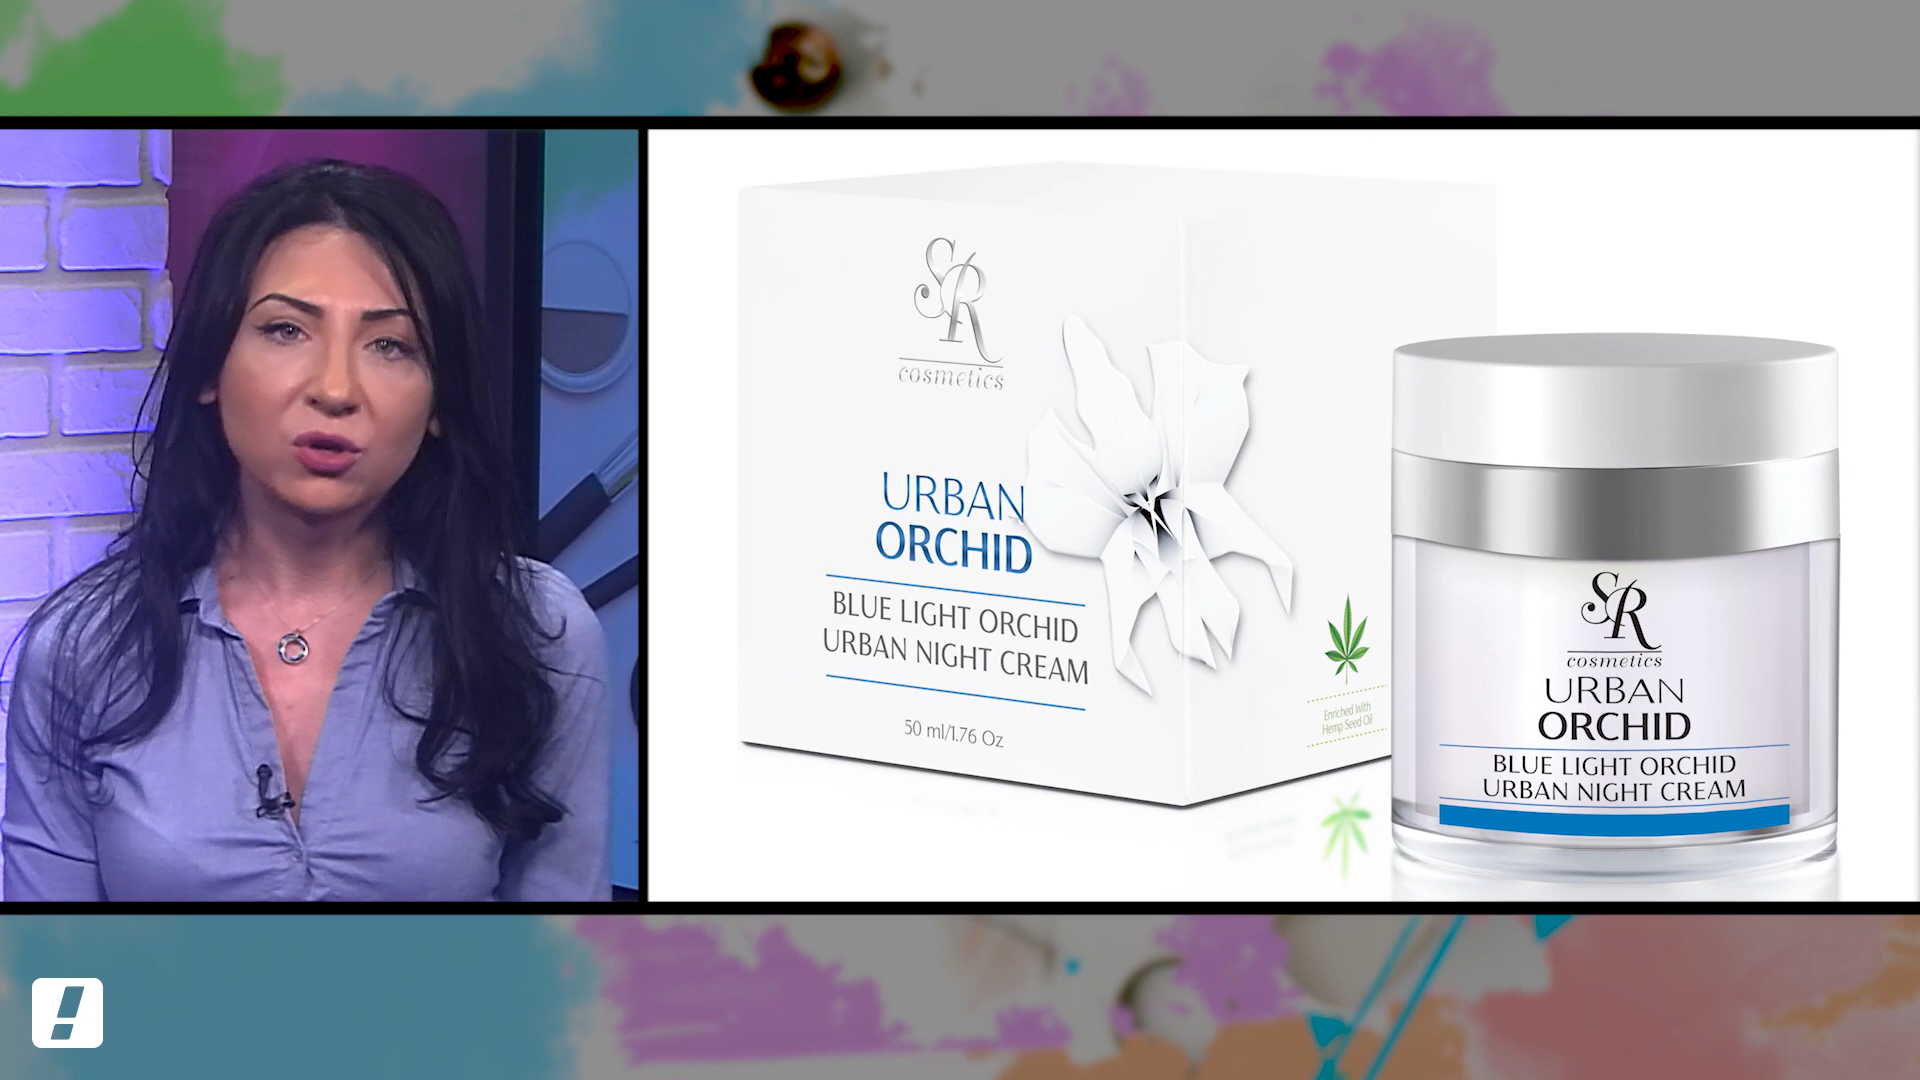 SR
cosmetics
URBAN
ORCHID
BLUE LIGHT ORCHID
URBAN NIGHT CREAM
50 ml/1.76 Oz
Enriched With
Hemp Seed Oil
SR
cosmetics
URBAN
ORCHID
BLUE LIGHT ORCHID
URBAN NIGHT CREAM